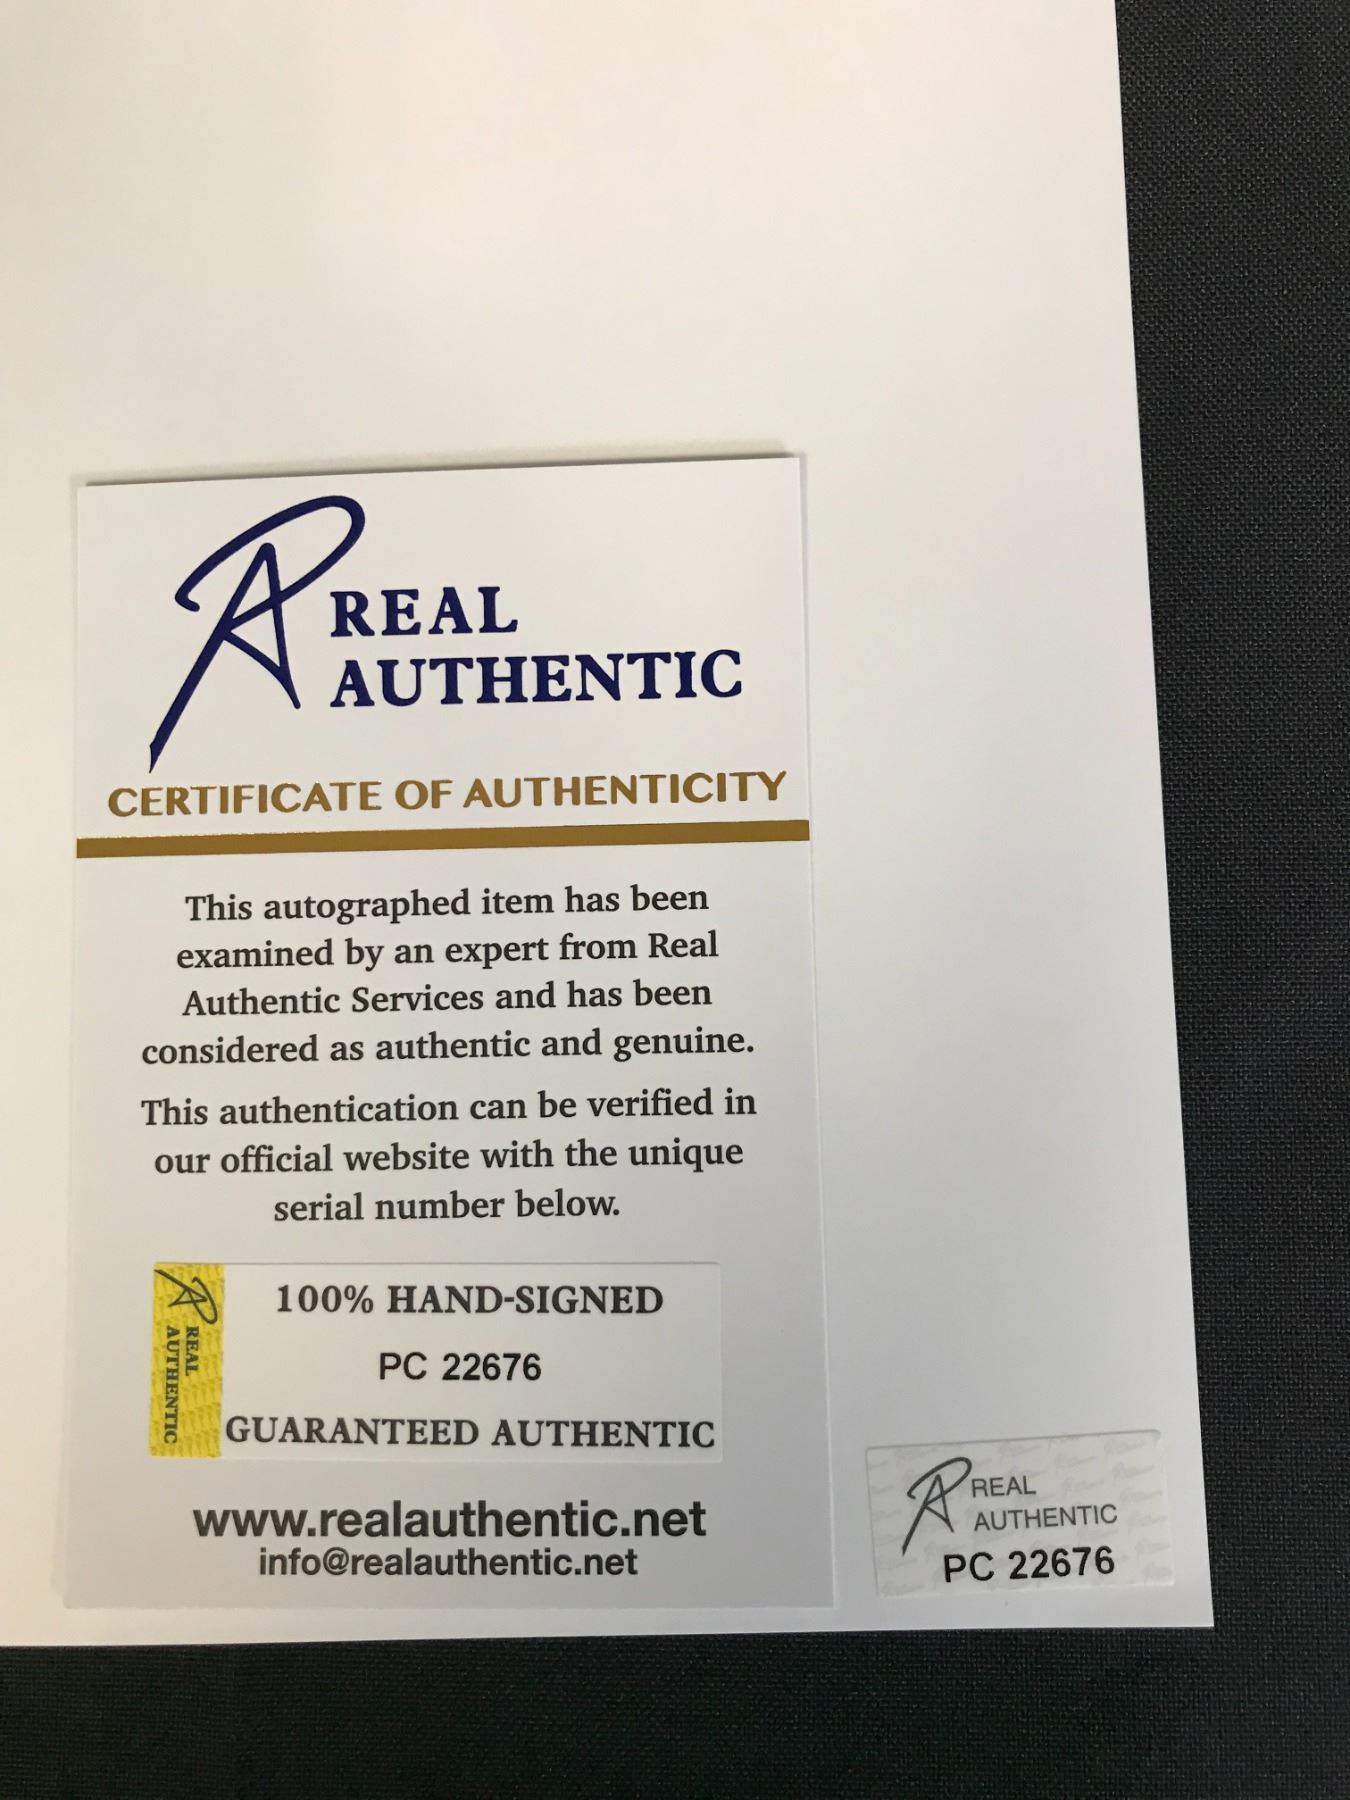 REAL
AUTHENTIC
CERTIFICATE OF AUTHENTICITY
This autographed item has been
examined by an expert from Real
Authentic Services and has been
considered as authentic and genuine.
This authentication can be verified in
our official website with the unique
serial number below.
REAL
AUTHENTIC
100% HAND-SIGNED
PC 22676
GUARANTEED AUTHENTIC
www.realauthentic.net
info@realauthentic.net
REAL
AUTHENTIC
PC 22676